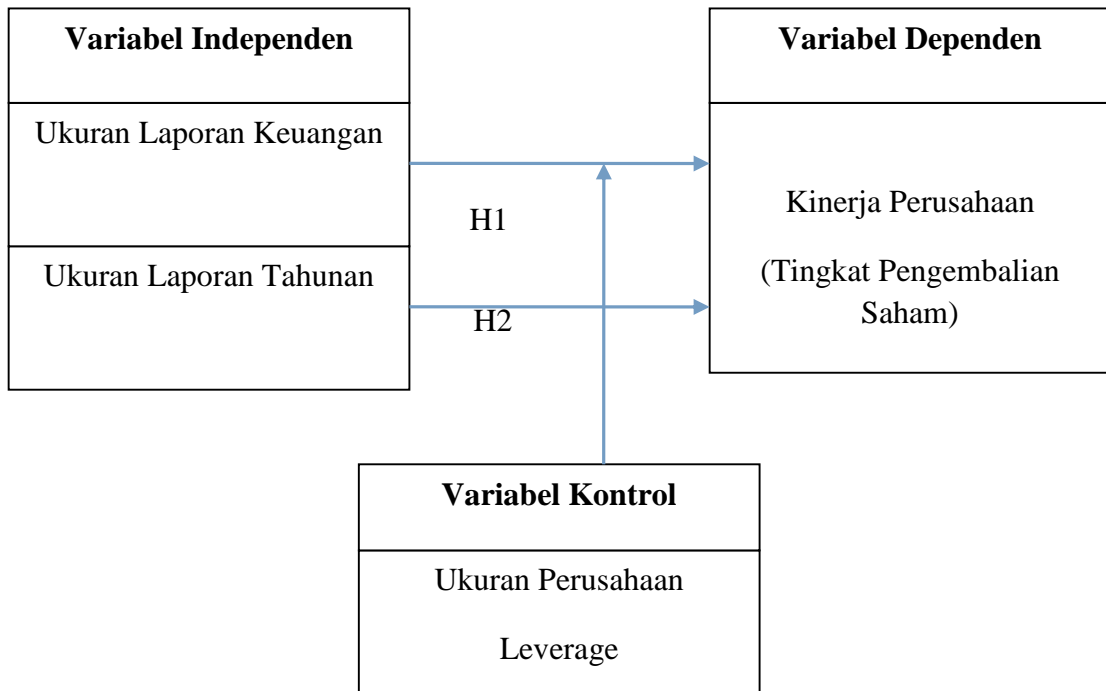 Variabel Independen
Ukuran Laporan Keuangan
Ukuran Laporan Tahunan
H1
H2
Variabel Dependen
Kinerja Perusahaan
(Tingkat Pengembalian
Saham)
Variabel Kontrol
Ukuran Perusahaan
Leverage